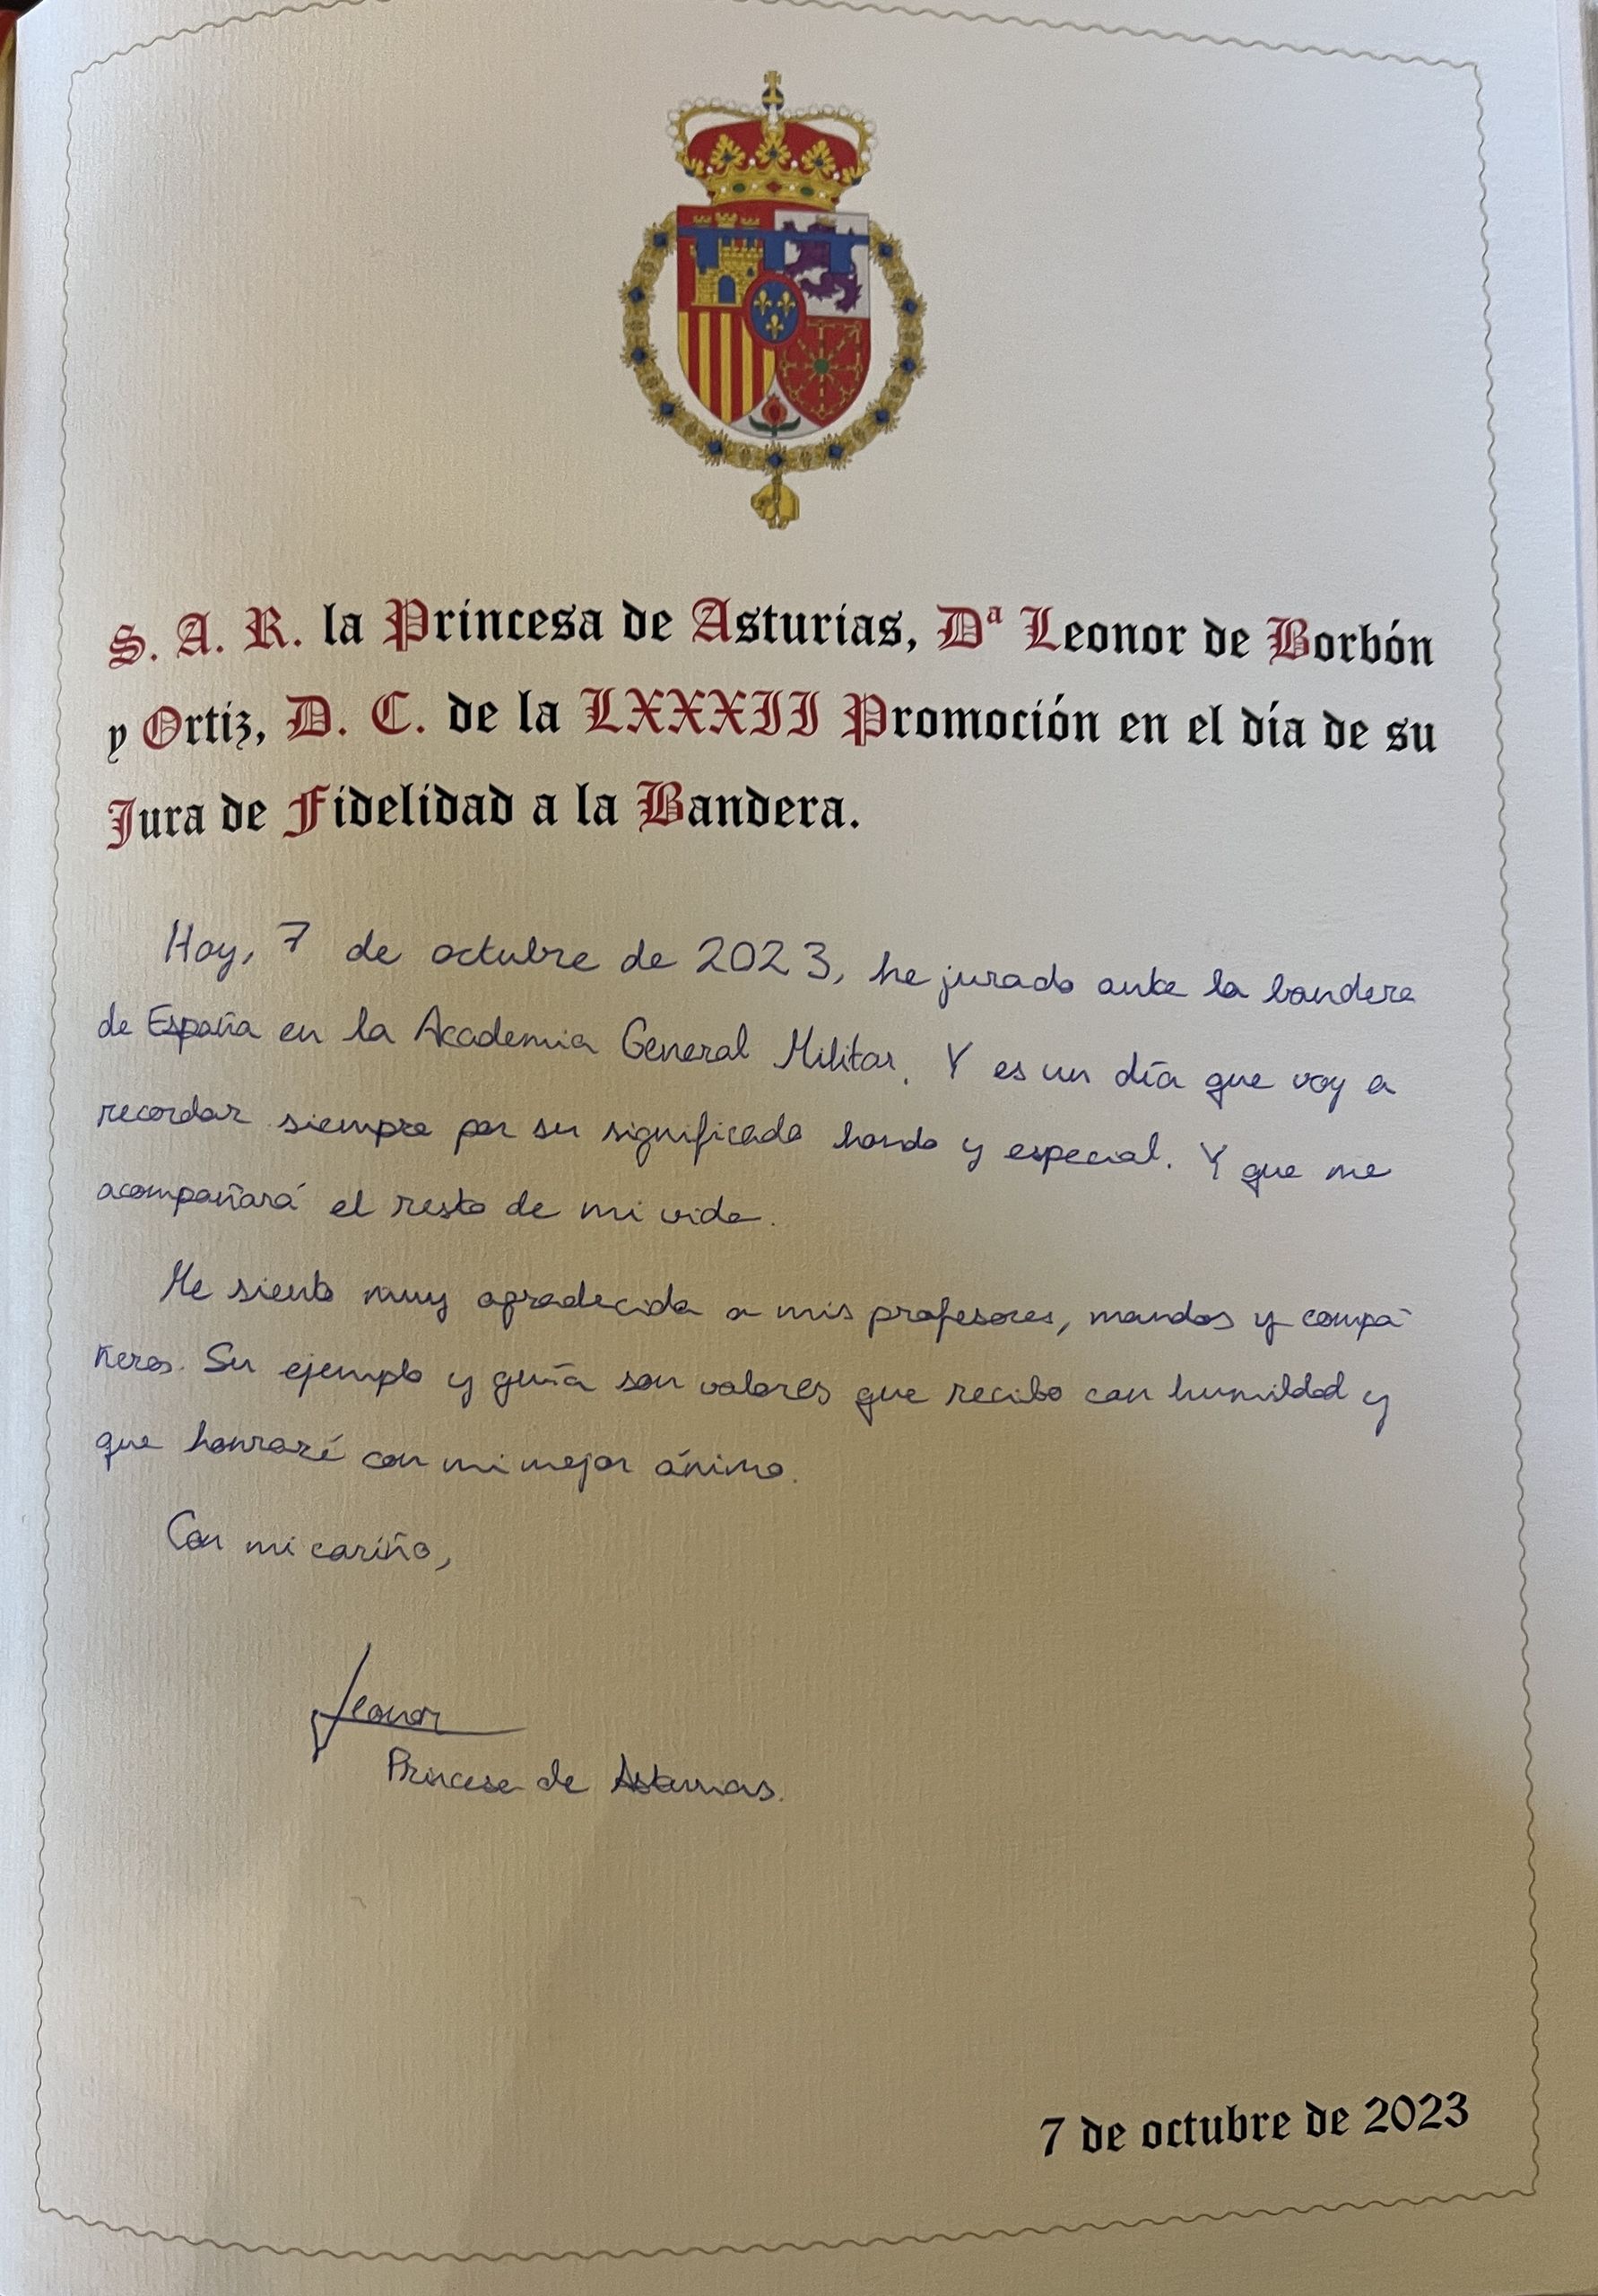 S. A. R. la Princesa de Asturias, Dª Leonor de Borbón
y Ortiz, D. C. de la LXXXII Promoción en el día de su
Jura de Fidelidad a la Bandera.
Hoy, 7 de octubre de 2023, he jurado ante la bandera
de España en la Academia General Militar. Y es un día que voy a
recordar siempre por su significado hondo y especial. Y que me
acompañará el resto de mi vida.
Me siento muy agradecida a mis profesores, mandos y compa-
ñeros. Su ejemplo y guía son valores que recibo con humildad y
que honraré con mi mejor ánimo.
Con mi cariño,
Leonor
Princesa de Asturias.
7 de octubre de 2023